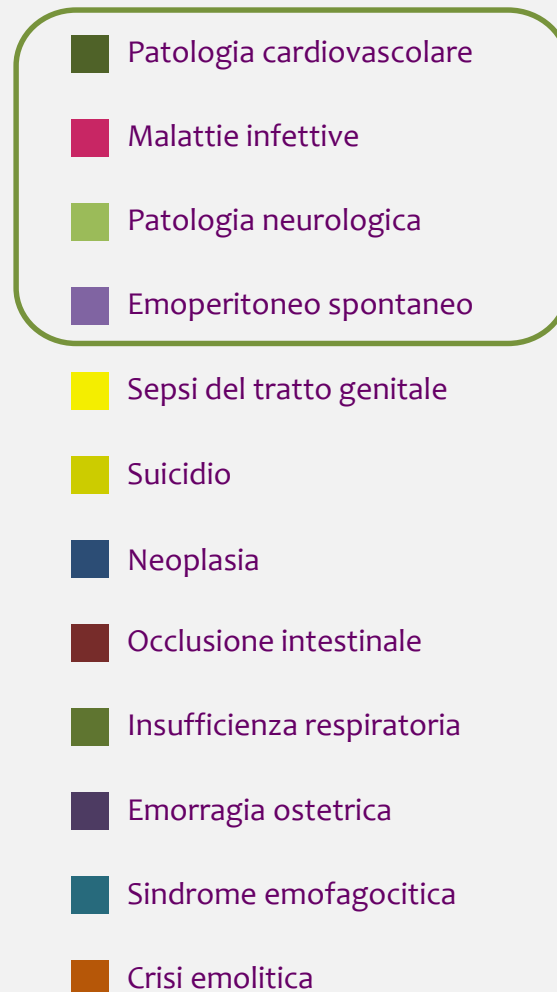 Patologia cardiovascolare
Malattie infettive
Patologia neurologica
Emoperitoneo spontaneo
Sepsi del tratto genitale
Suicidio
Neoplasia
Occlusione intestinale
Insufficienza respiratoria
Emorragia ostetrica
Sindrome emofagocitica
Crisi emolitica